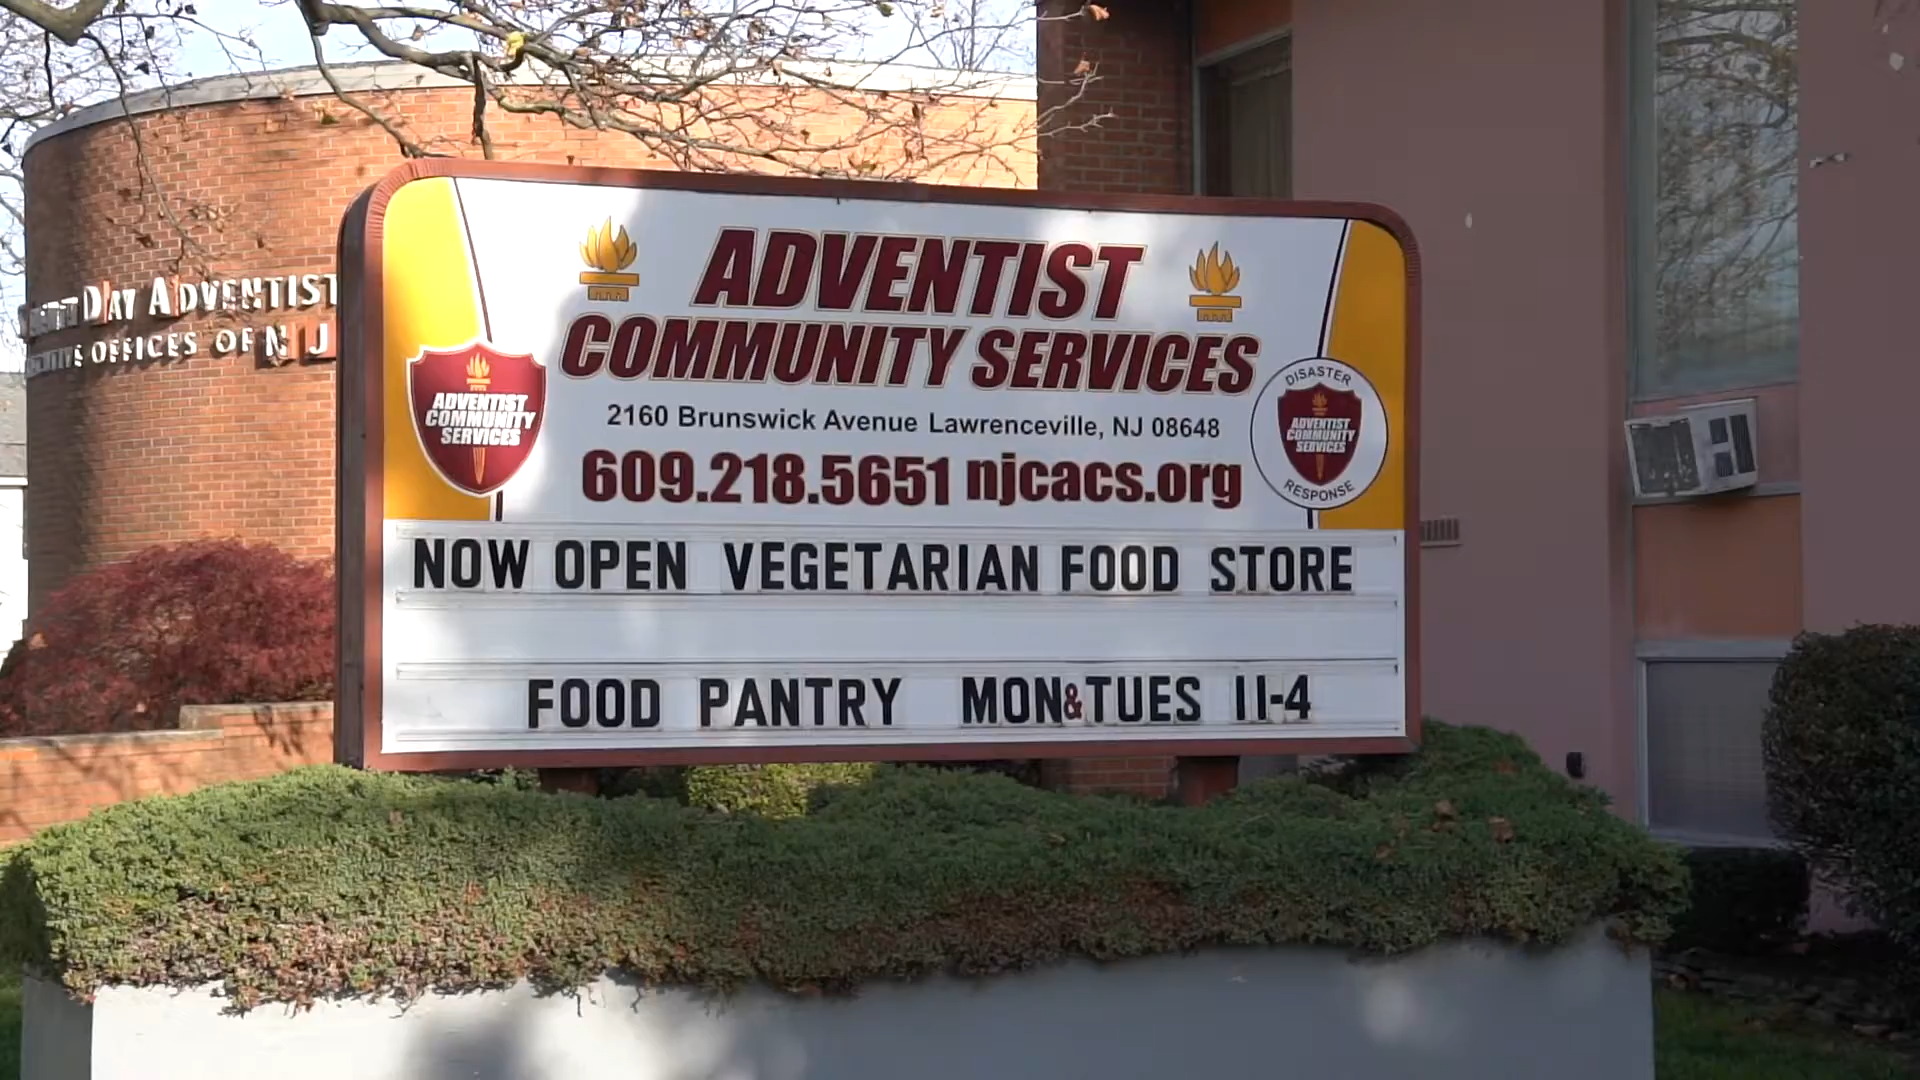 DAY ADVENTIST
OFFICES OF N J
ADVENTIST
COMMUNITY SERVICES
2160 Brunswick Avenue Lawrenceville, NJ 08648
609.218.5651 njcacs.org
ADVENTIST
COMMUNITY
SERVICES
DISASTER
ADVENTIST
COMMUNITY
SERVICES
RESPONSE
NOW OPEN VEGETARIAN FOOD STORE
FOOD PANTRY MON&TUES 11-4